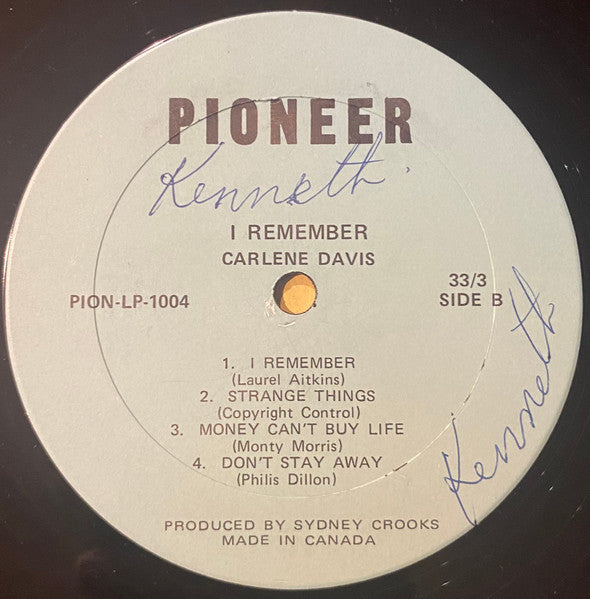 PIONEER
Kenneth.
I REMEMBER
CARLENE DAVIS
PION-LP-1004
33/3
SIDE B
1. I REMEMBER
(Laurel Aitkins)
2. STRANGE THINGS
(Copyright Control)
3. MONEY CAN'T BUY LIFE
(Monty Morris)
4. DON'T STAY AWAY
(Philis Dillon)
Kenneth
PRODUCED BY SYDNEY CROOKS
MADE IN CANADA